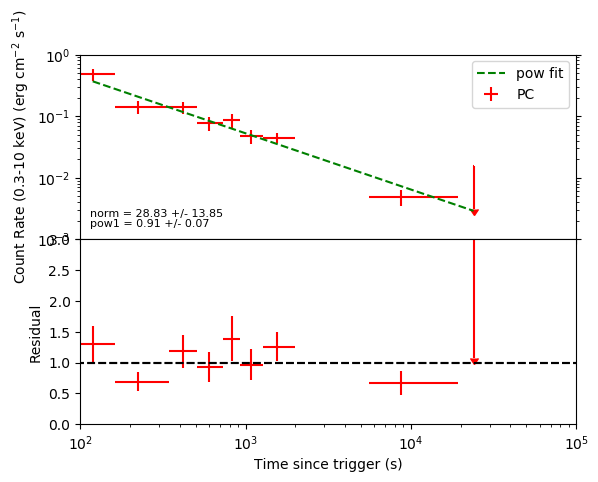 Count Rate (0.3-10 keV) (erg cm⁻² s⁻¹)
10⁰
10⁻¹
10⁻²
10⁻³
pow fit
PC
norm = 28.83 +/- 13.85
pow1 = 0.91 +/- 0.07
Residual
3.0
2.5
2.0
1.5
1.0
0.5
0.0
10² 10³ 10⁴ 10⁵
Time since trigger (s)